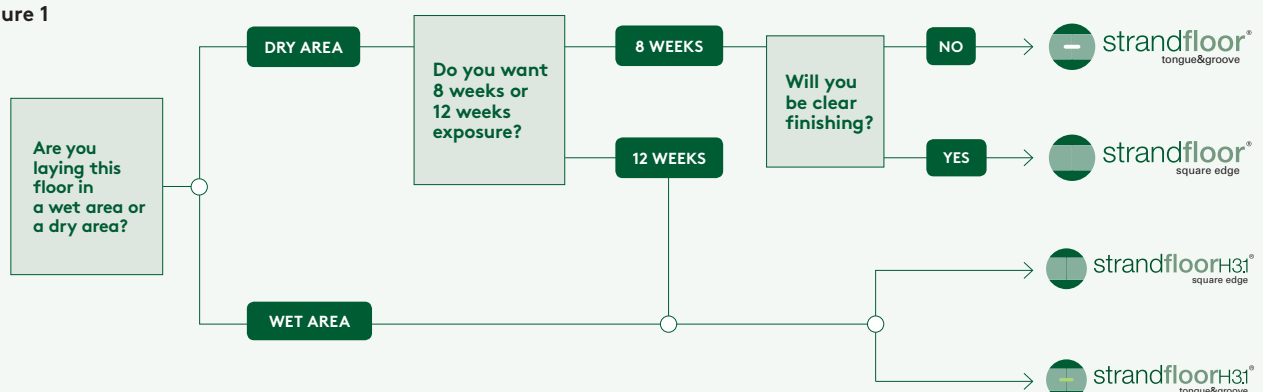 ure 1
Are you
laying this
floor in
a wet area or
a dry area?
DRY AREA
WET AREA
Do you want
8 weeks or
12 weeks
exposure?
8 WEEKS
12 WEEKS
Will you
be clear
finishing?
NO
YES
strandfloor®
tongue&groove
strandfloor®
square edge
strandfloorH3.1®
square edge
strandfloorH3.1®
tongue&groove